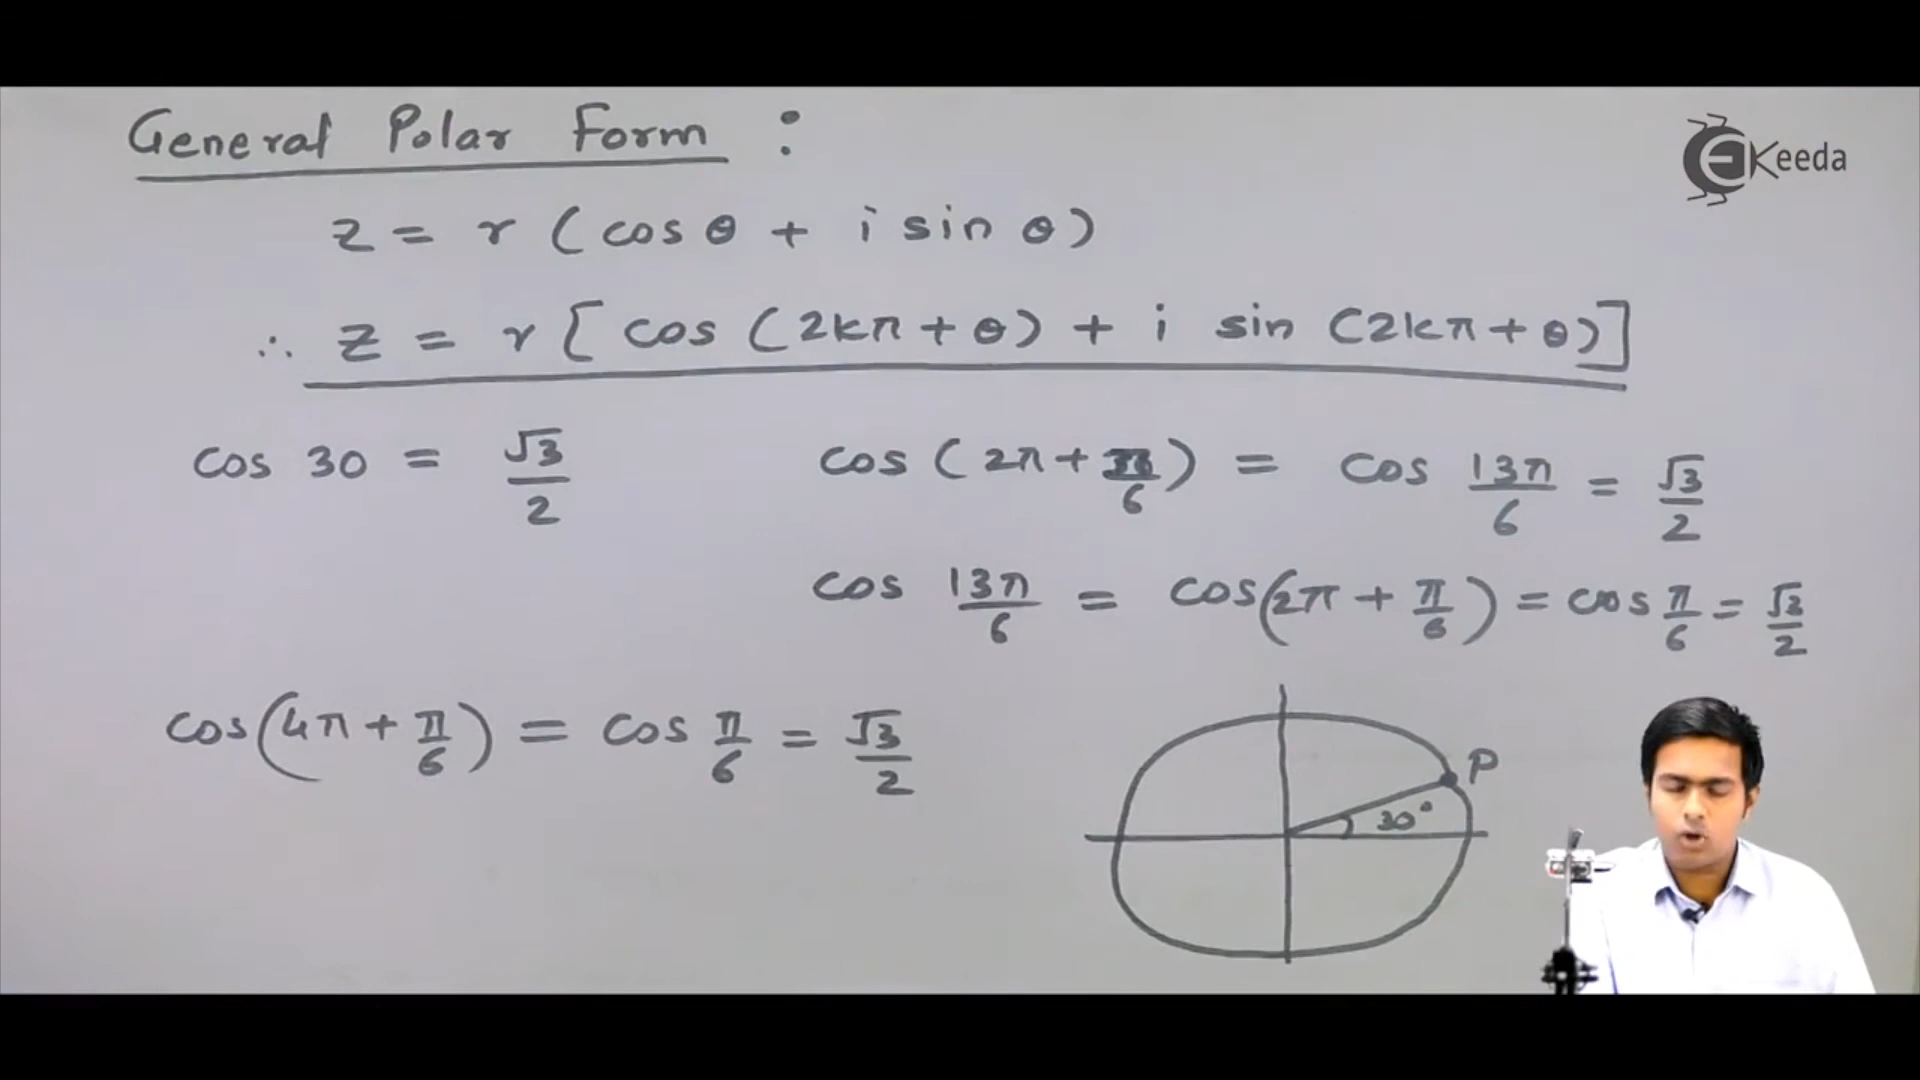 General Polar Form :
EKeeda
z = r (cos θ + i sin θ)
∴ z = r [cos (2kπ + θ) + i sin (2kπ + θ)]
cos 30 = √3/2
cos (2π + π/6) = cos 13π/6 = √3/2
cos 13π/6 = cos(2π + π/6) = cos π/6 = √3/2
cos(4π + π/6) = cos π/6 = √3/2
P
30°